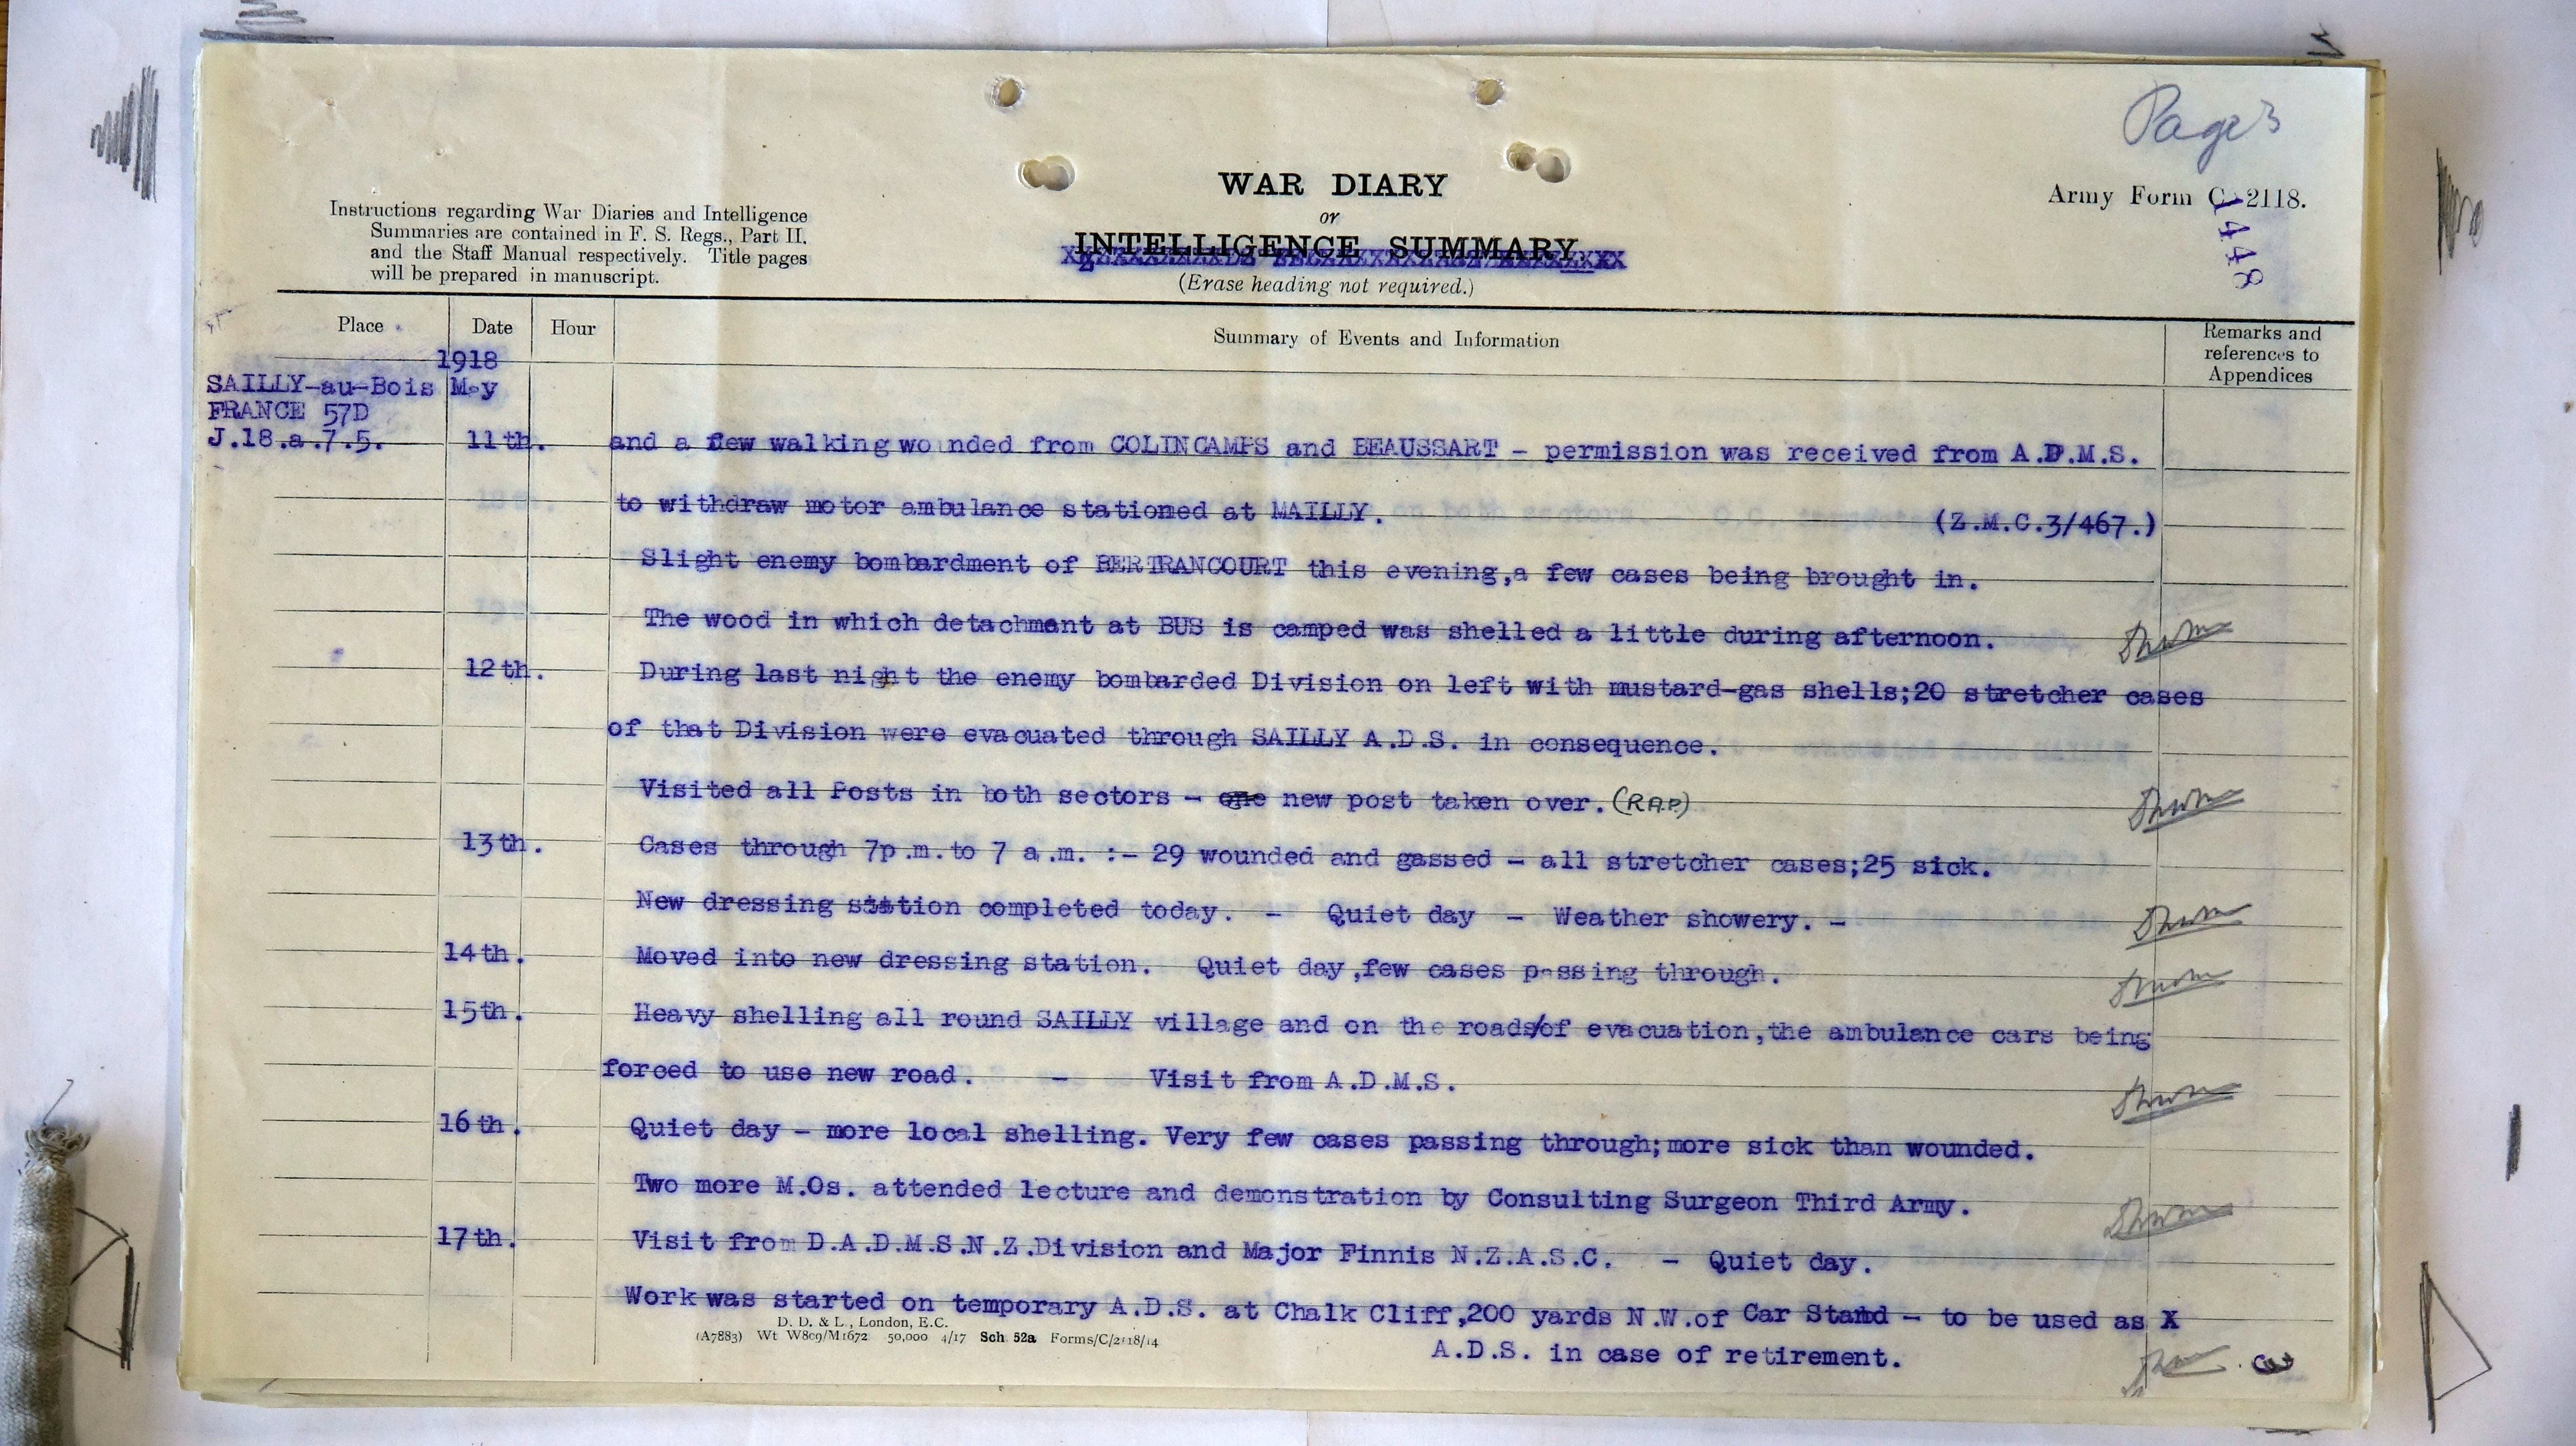 Page 3
Army Form C. 2118.
1448
WAR DIARY
or
INTELLIGENCE SUMMARY.
(Erase heading not required.)
Instructions regarding War Diaries and Intelligence
Summaries are contained in F. S. Regs., Part II.
and the Staff Manual respectively. Title pages
will be prepared in manuscript.
Place Date Hour Summary of Events and Information Remarks and
references to
Appendices
1918
SAILLY-au-Bois May
FRANCE 57D
J.18.a.7.5. 11th. and a few walking wounded from COLINCAMPS and BEAUSSART - permission was received from A.D.M.S.
to withdraw motor ambulance stationed at MAILLY. (Z.M.C.3/467.)
Slight enemy bombardment of BERTRANCOURT this evening,a few cases being brought in.
The wood in which detachment at BUS is camped was shelled a little during afternoon.
12th. During last night the enemy bombarded Division on left with mustard-gas shells;20 stretcher cases
of that Division were evacuated through SAILLY A.D.S. in consequence.
Visited all Posts in both sectors - one new post taken over. (R.A.P)
13th. Cases through 7p.m.to 7 a.m. :- 29 wounded and gassed - all stretcher cases;25 sick.
New dressing station completed today. - Quiet day - Weather showery. -
14th. Moved into new dressing station. Quiet day,few cases passing through.
15th. Heavy shelling all round SAILLY village and on the roads/of evacuation,the ambulance cars being
forced to use new road. - Visit from A.D.M.S.
16th. Quiet day - more local shelling. Very few cases passing through;more sick than wounded.
Two more M.Os. attended lecture and demonstration by Consulting Surgeon Third Army.
17th. Visit from D.A.D.M.S.N.Z.Division and Major Finnis N.Z.A.S.C. - Quiet day.
Work was started on temporary A.D.S. at Chalk Cliff,200 yards N.W.of Car Stand - to be used as X
A.D.S. in case of retirement.
D. D. & L., London, E.C.
(A7883) Wt W809/M1672 50,000 4/17 Sch 52a Forms/C/2118/14